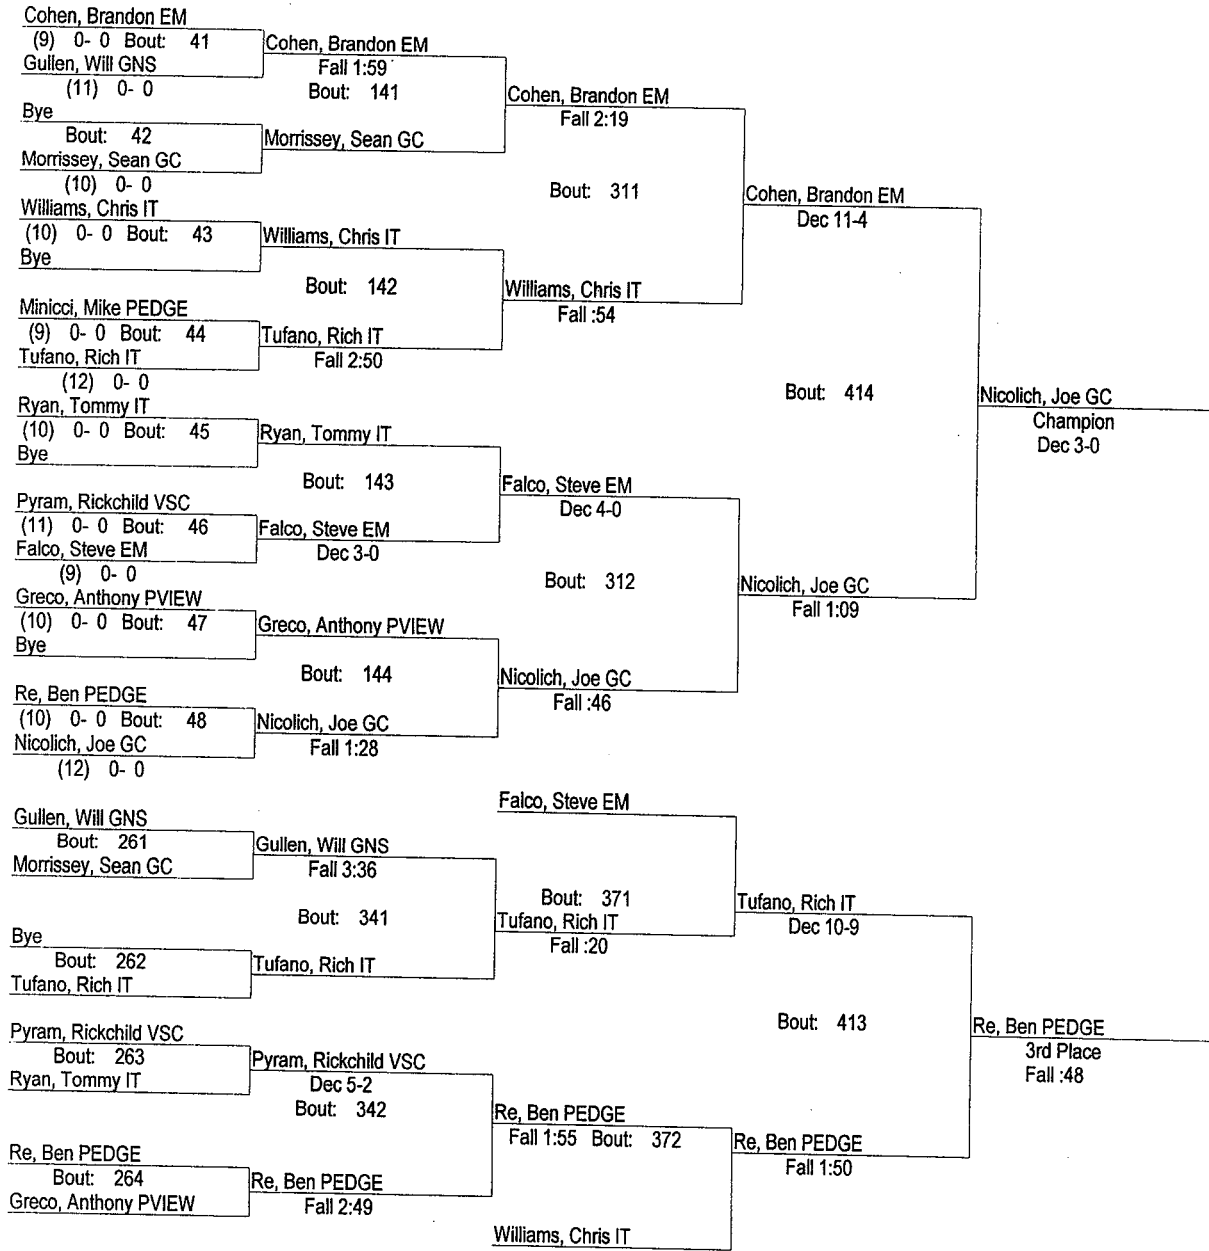 Cohen, Brandon EM
(9) 0- 0 Bout: 41
Gullen, Will GNS
(11) 0- 0
Bye
Bout: 42
Morrissey, Sean GC
(10) 0- 0
Williams, Chris IT
(10) 0- 0 Bout: 43
Bye
Minicci, Mike PEDGE
(9) 0- 0 Bout: 44
Tufano, Rich IT
(12) 0- 0
Ryan, Tommy IT
(10) 0- 0 Bout: 45
Bye
Pyram, Rickchild VSC
(11) 0- 0 Bout: 46
Falco, Steve EM
(9) 0- 0
Greco, Anthony PVIEW
(10) 0- 0 Bout: 47
Bye
Re, Ben PEDGE
(10) 0- 0 Bout: 48
Nicolich, Joe GC
(12) 0- 0
Cohen, Brandon EM
Fall 1:59
Bout: 141
Morrissey, Sean GC
Williams, Chris IT
Bout: 142
Tufano, Rich IT
Fall 2:50
Ryan, Tommy IT
Bout: 143
Falco, Steve EM
Dec 3-0
Greco, Anthony PVIEW
Bout: 144
Nicolich, Joe GC
Fall 1:28
Cohen, Brandon EM
Fall 2:19
Bout: 311
Williams, Chris IT
Fall :54
Falco, Steve EM
Dec 4-0
Bout: 312
Nicolich, Joe GC
Fall :46
Cohen, Brandon EM
Dec 11-4
Bout: 414
Nicolich, Joe GC
Fall 1:09
Nicolich, Joe GC
Champion
Dec 3-0
Gullen, Will GNS
Bout: 261
Morrissey, Sean GC
Bye
Bout: 262
Tufano, Rich IT
Pyram, Rickchild VSC
Bout: 263
Ryan, Tommy IT
Re, Ben PEDGE
Bout: 264
Greco, Anthony PVIEW
Gullen, Will GNS
Fall 3:36
Bout: 341
Tufano, Rich IT
Pyram, Rickchild VSC
Dec 5-2
Bout: 342
Re, Ben PEDGE
Fall 2:49
Falco, Steve EM
Bout: 371
Tufano, Rich IT
Fall :20
Re, Ben PEDGE
Fall 1:55 Bout: 372
Williams, Chris IT
Tufano, Rich IT
Dec 10-9
Bout: 413
Re, Ben PEDGE
Fall 1:50
Re, Ben PEDGE
3rd Place
Fall :48